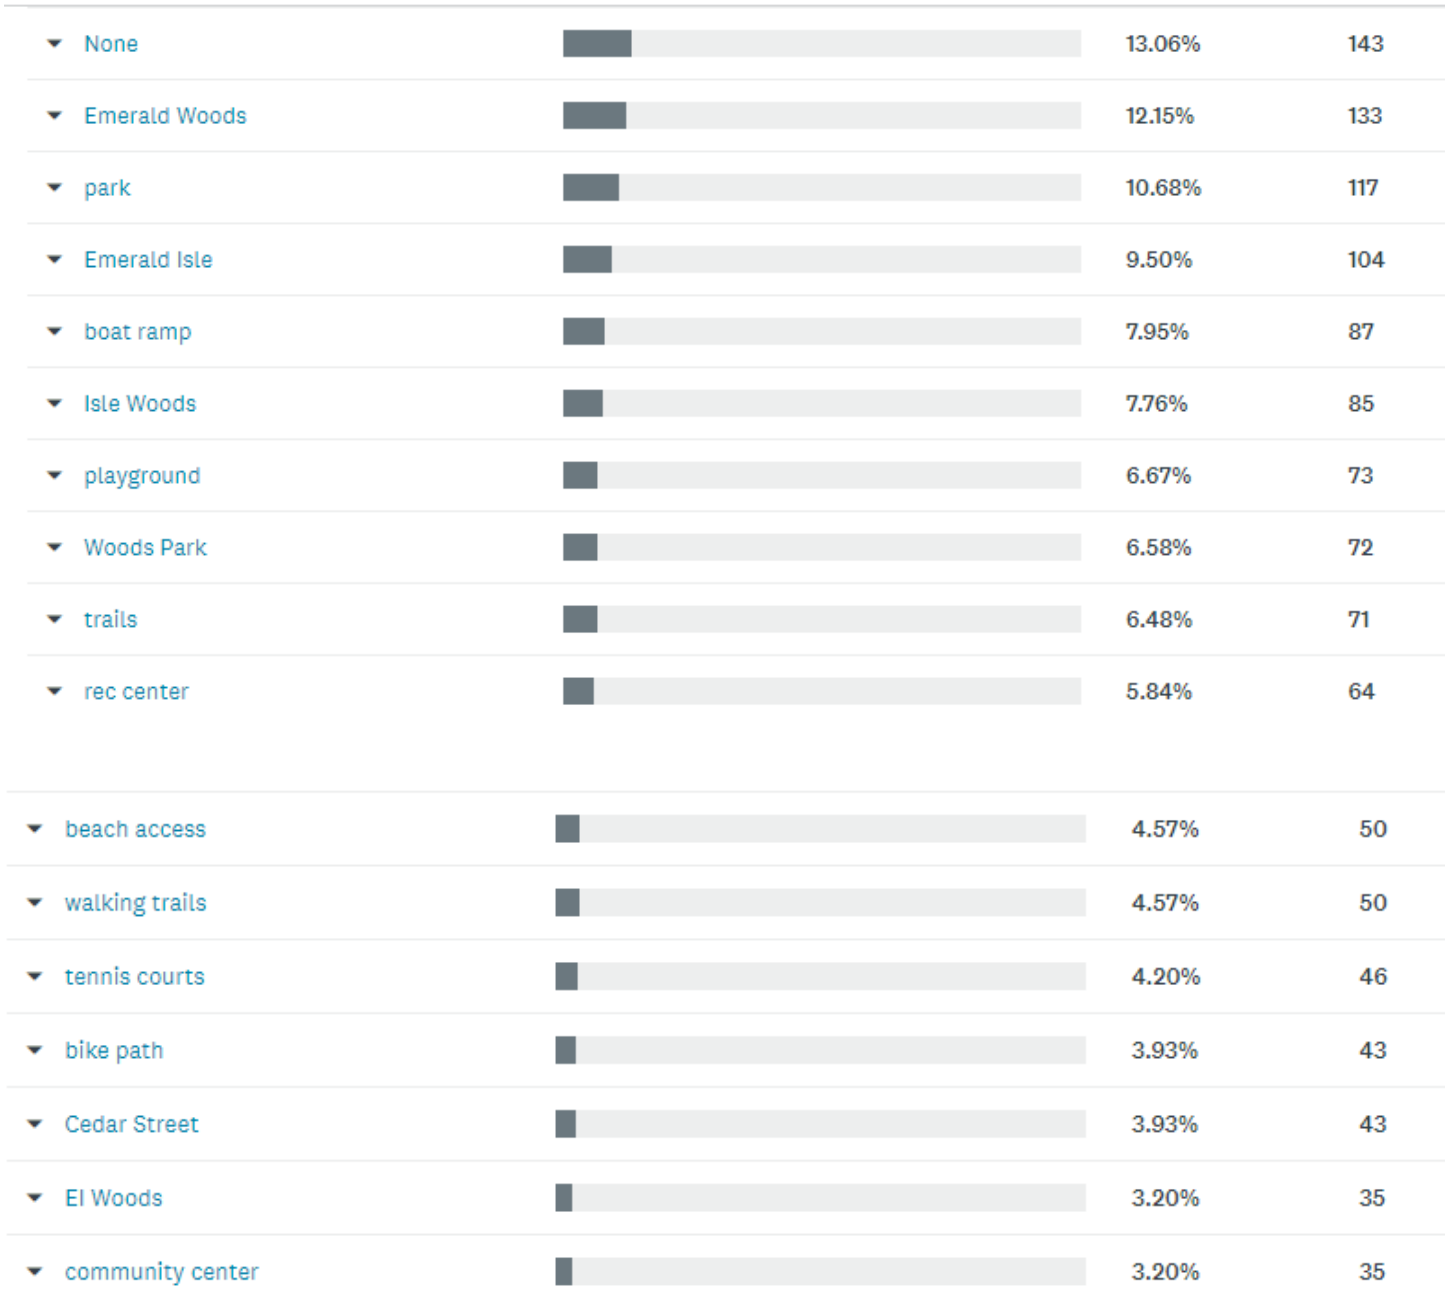 None 13.06% 143
Emerald Woods 12.15% 133
park 10.68% 117
Emerald Isle 9.50% 104
boat ramp 7.95% 87
Isle Woods 7.76% 85
playground 6.67% 73
Woods Park 6.58% 72
trails 6.48% 71
rec center 5.84% 64
beach access 4.57% 50
walking trails 4.57% 50
tennis courts 4.20% 46
bike path 3.93% 43
Cedar Street 3.93% 43
EI Woods 3.20% 35
community center 3.20% 35